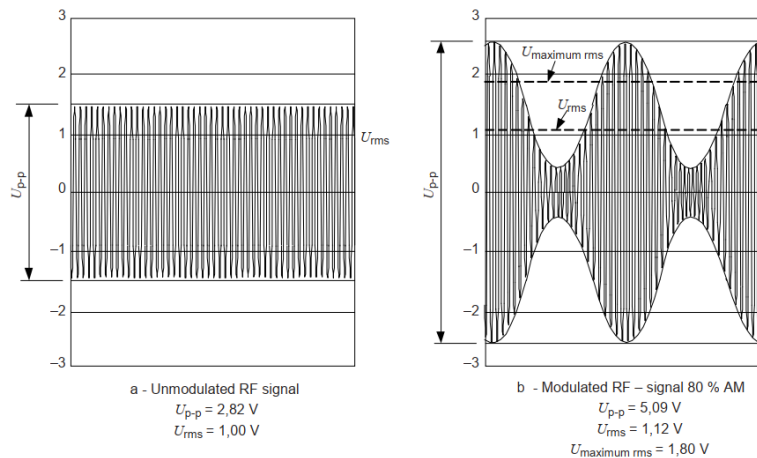 3
2
1
0
–1
–2
–3
Up-p
Urms
a - Unmodulated RF signal
Up-p = 2,82 V
Urms = 1,00 V
3
2
1
0
–1
–2
–3
Up-p
Umaximum rms
Urms
b - Modulated RF – signal 80 % AM
Up-p = 5,09 V
Urms = 1,12 V
Umaximum rms = 1,80 V